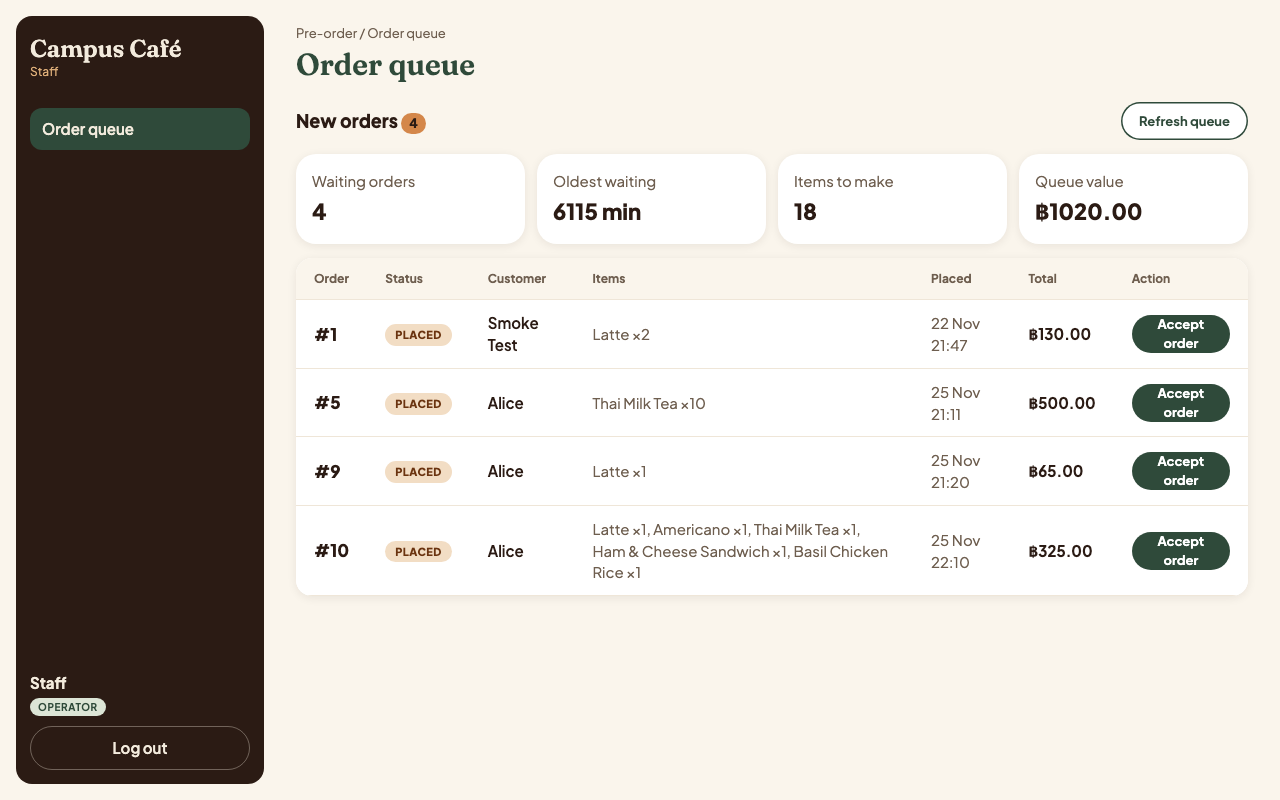 Campus Café
Staff
Order queue
Staff
OPERATOR
Log out
Pre-order / Order queue
Order queue
New orders 4
Refresh queue
Waiting orders
4
Oldest waiting
6115 min
Items to make
18
Queue value
฿1020.00
Order Status Customer Items Placed Total Action
#1 PLACED Smoke Test Latte ×2 22 Nov 21:47 ฿130.00 Accept order
#5 PLACED Alice Thai Milk Tea ×10 25 Nov 21:11 ฿500.00 Accept order
#9 PLACED Alice Latte ×1 25 Nov 21:20 ฿65.00 Accept order
#10 PLACED Alice Latte ×1, Americano ×1, Thai Milk Tea ×1, Ham & Cheese Sandwich ×1, Basil Chicken Rice ×1 25 Nov 22:10 ฿325.00 Accept order